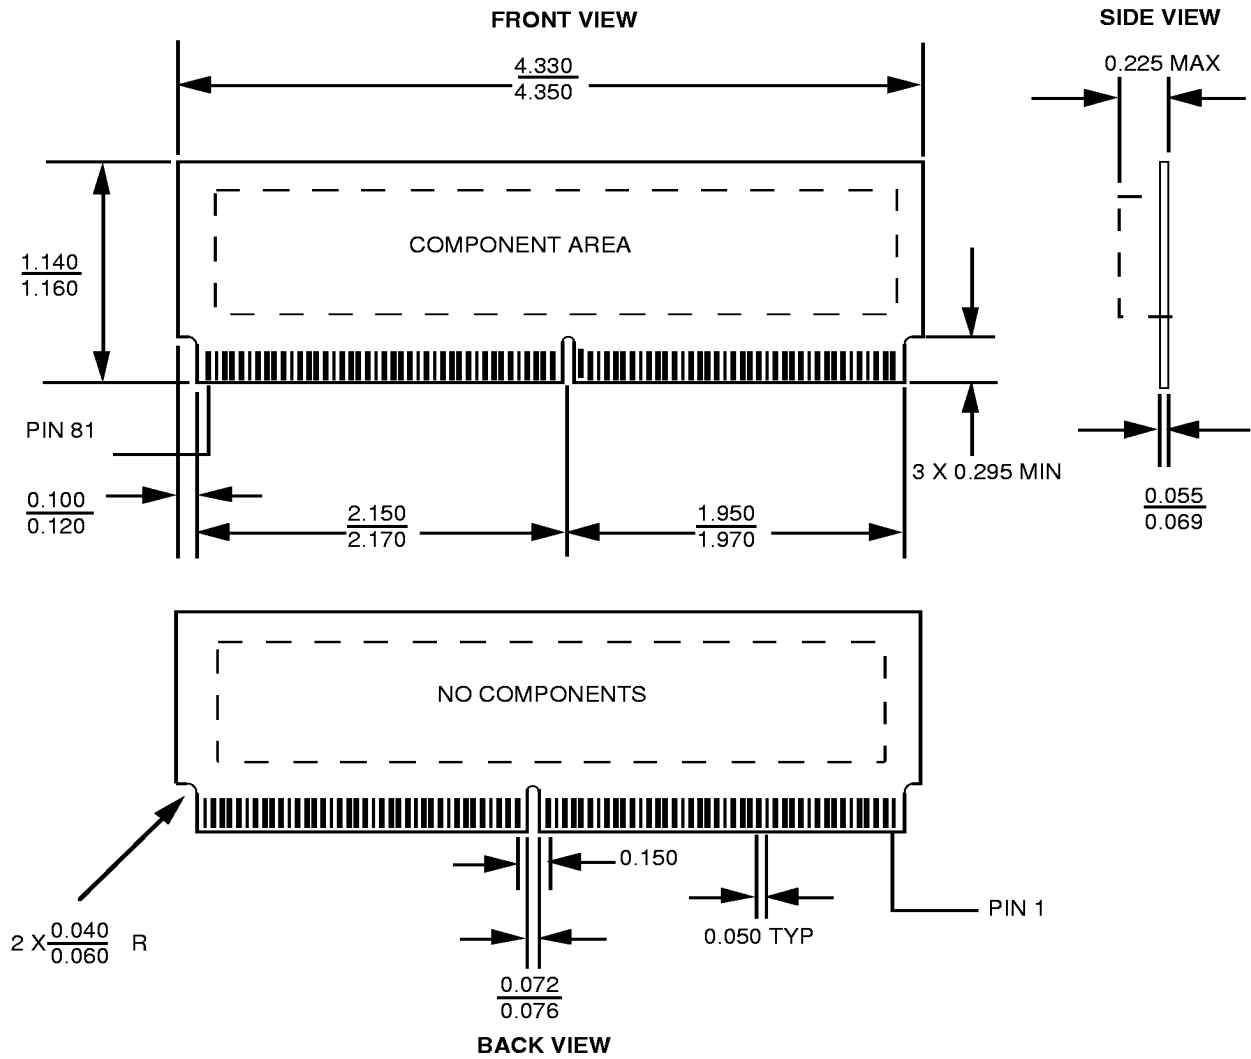 FRONT VIEW
SIDE VIEW
4.330
4.350
0.225 MAX
COMPONENT AREA
1.140
1.160
PIN 81
3 X 0.295 MIN
0.100
0.120
2.150
2.170
1.950
1.970
0.055
0.069
NO COMPONENTS
0.150
PIN 1
0.050 TYP
2 X 0.040 R
0.060
0.072
0.076
BACK VIEW